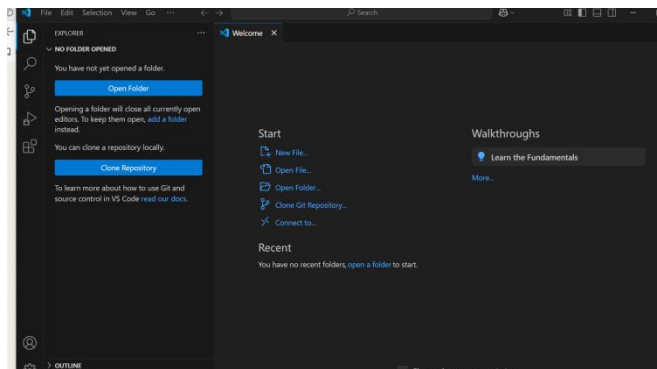 File Edit Selection View Go ··· Search
EXPLORER ···
NO FOLDER OPENED
You have not yet opened a folder.
Open Folder
Opening a folder will close all currently open
editors. To keep them open, add a folder
instead.
You can clone a repository locally.
Clone Repository
To learn more about how to use Git and
source control in VS Code read our docs.
OUTLINE
Welcome
Start
New File...
Open File...
Open Folder...
Clone Git Repository...
Connect to...
Recent
You have no recent folders, open a folder to start.
Walkthroughs
Learn the Fundamentals
More...